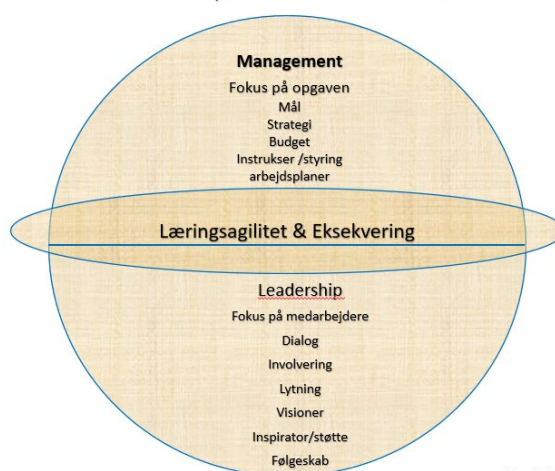 Management
Fokus på opgaven
Mål
Strategi
Budget
Instrukser /styring
arbejdsplaner
Læringsagilitet & Eksekvering
Leadership
Fokus på medarbejdere
Dialog
Involvering
Lytning
Visioner
Inspirator/støtte
Følgeskab